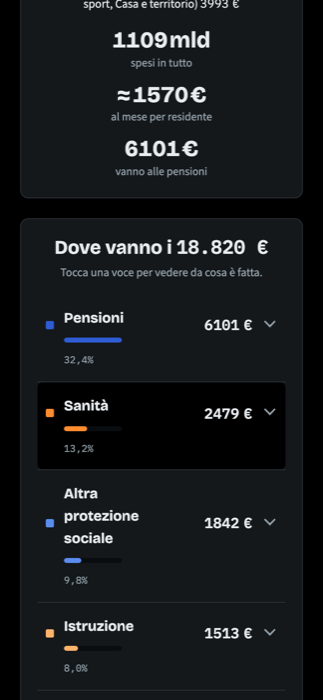 sport, Casa e territorio) 3993 €
1109 mld
spesi in tutto
≈1570 €
al mese per residente
6101 €
vanno alle pensioni
Dove vanno i 18.820 €
Tocca una voce per vedere da cosa è fatta.
Pensioni
6101 €
32,4%
Sanità
2479 €
13,2%
Altra
protezione
sociale
1842 €
9,8%
Istruzione
1513 €
8,0%